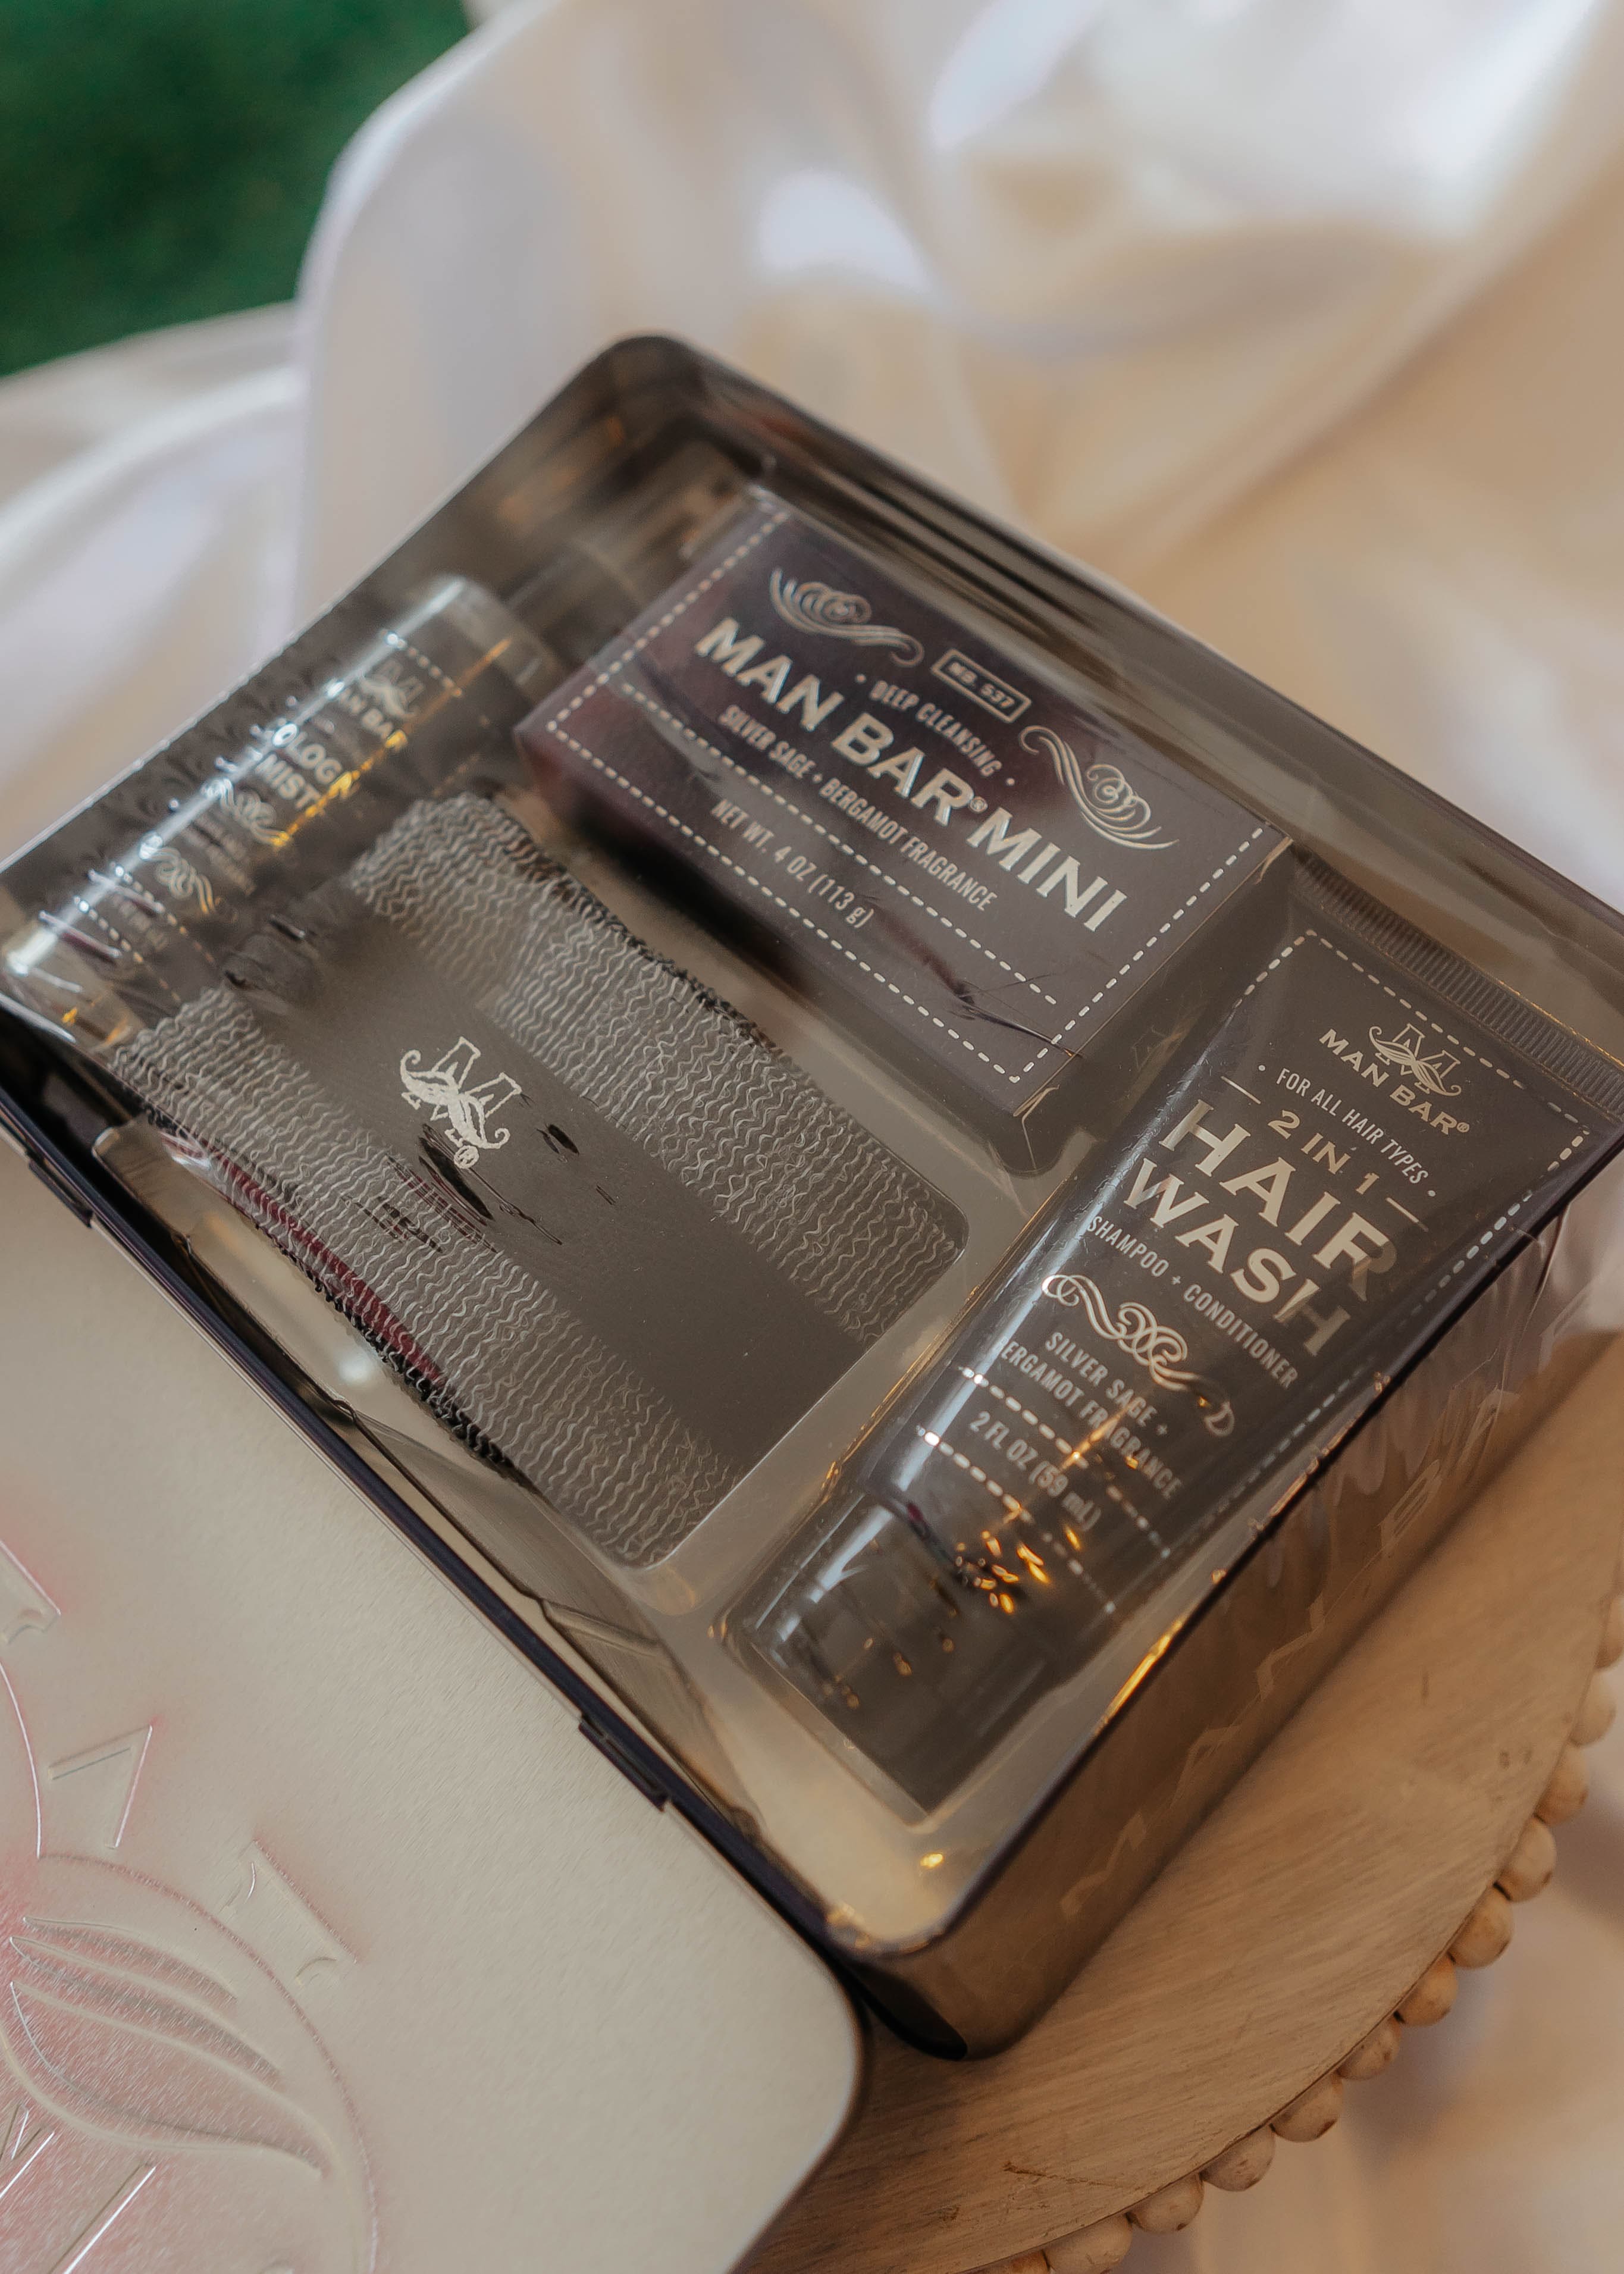 MAN BAR
COLOGNE
MIST
NO. 537
• DEEP CLEANSING •
MAN BAR® MINI
SILVER SAGE + BERGAMOT FRAGRANCE
NET WT. 4 OZ (113 g)
MAN BAR®
• FOR ALL HAIR TYPES •
2 IN 1
HAIR
WASH
SHAMPOO + CONDITIONER
SILVER SAGE +
BERGAMOT FRAGRANCE
2 FL OZ (59 mL)